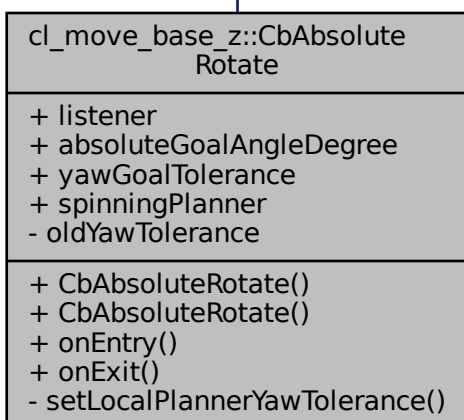 cl_move_base_z::CbAbsolute
Rotate
+ listener
+ absoluteGoalAngleDegree
+ yawGoalTolerance
+ spinningPlanner
- oldYawTolerance
+ CbAbsoluteRotate()
+ CbAbsoluteRotate()
+ onEntry()
+ onExit()
- setLocalPlannerYawTolerance()